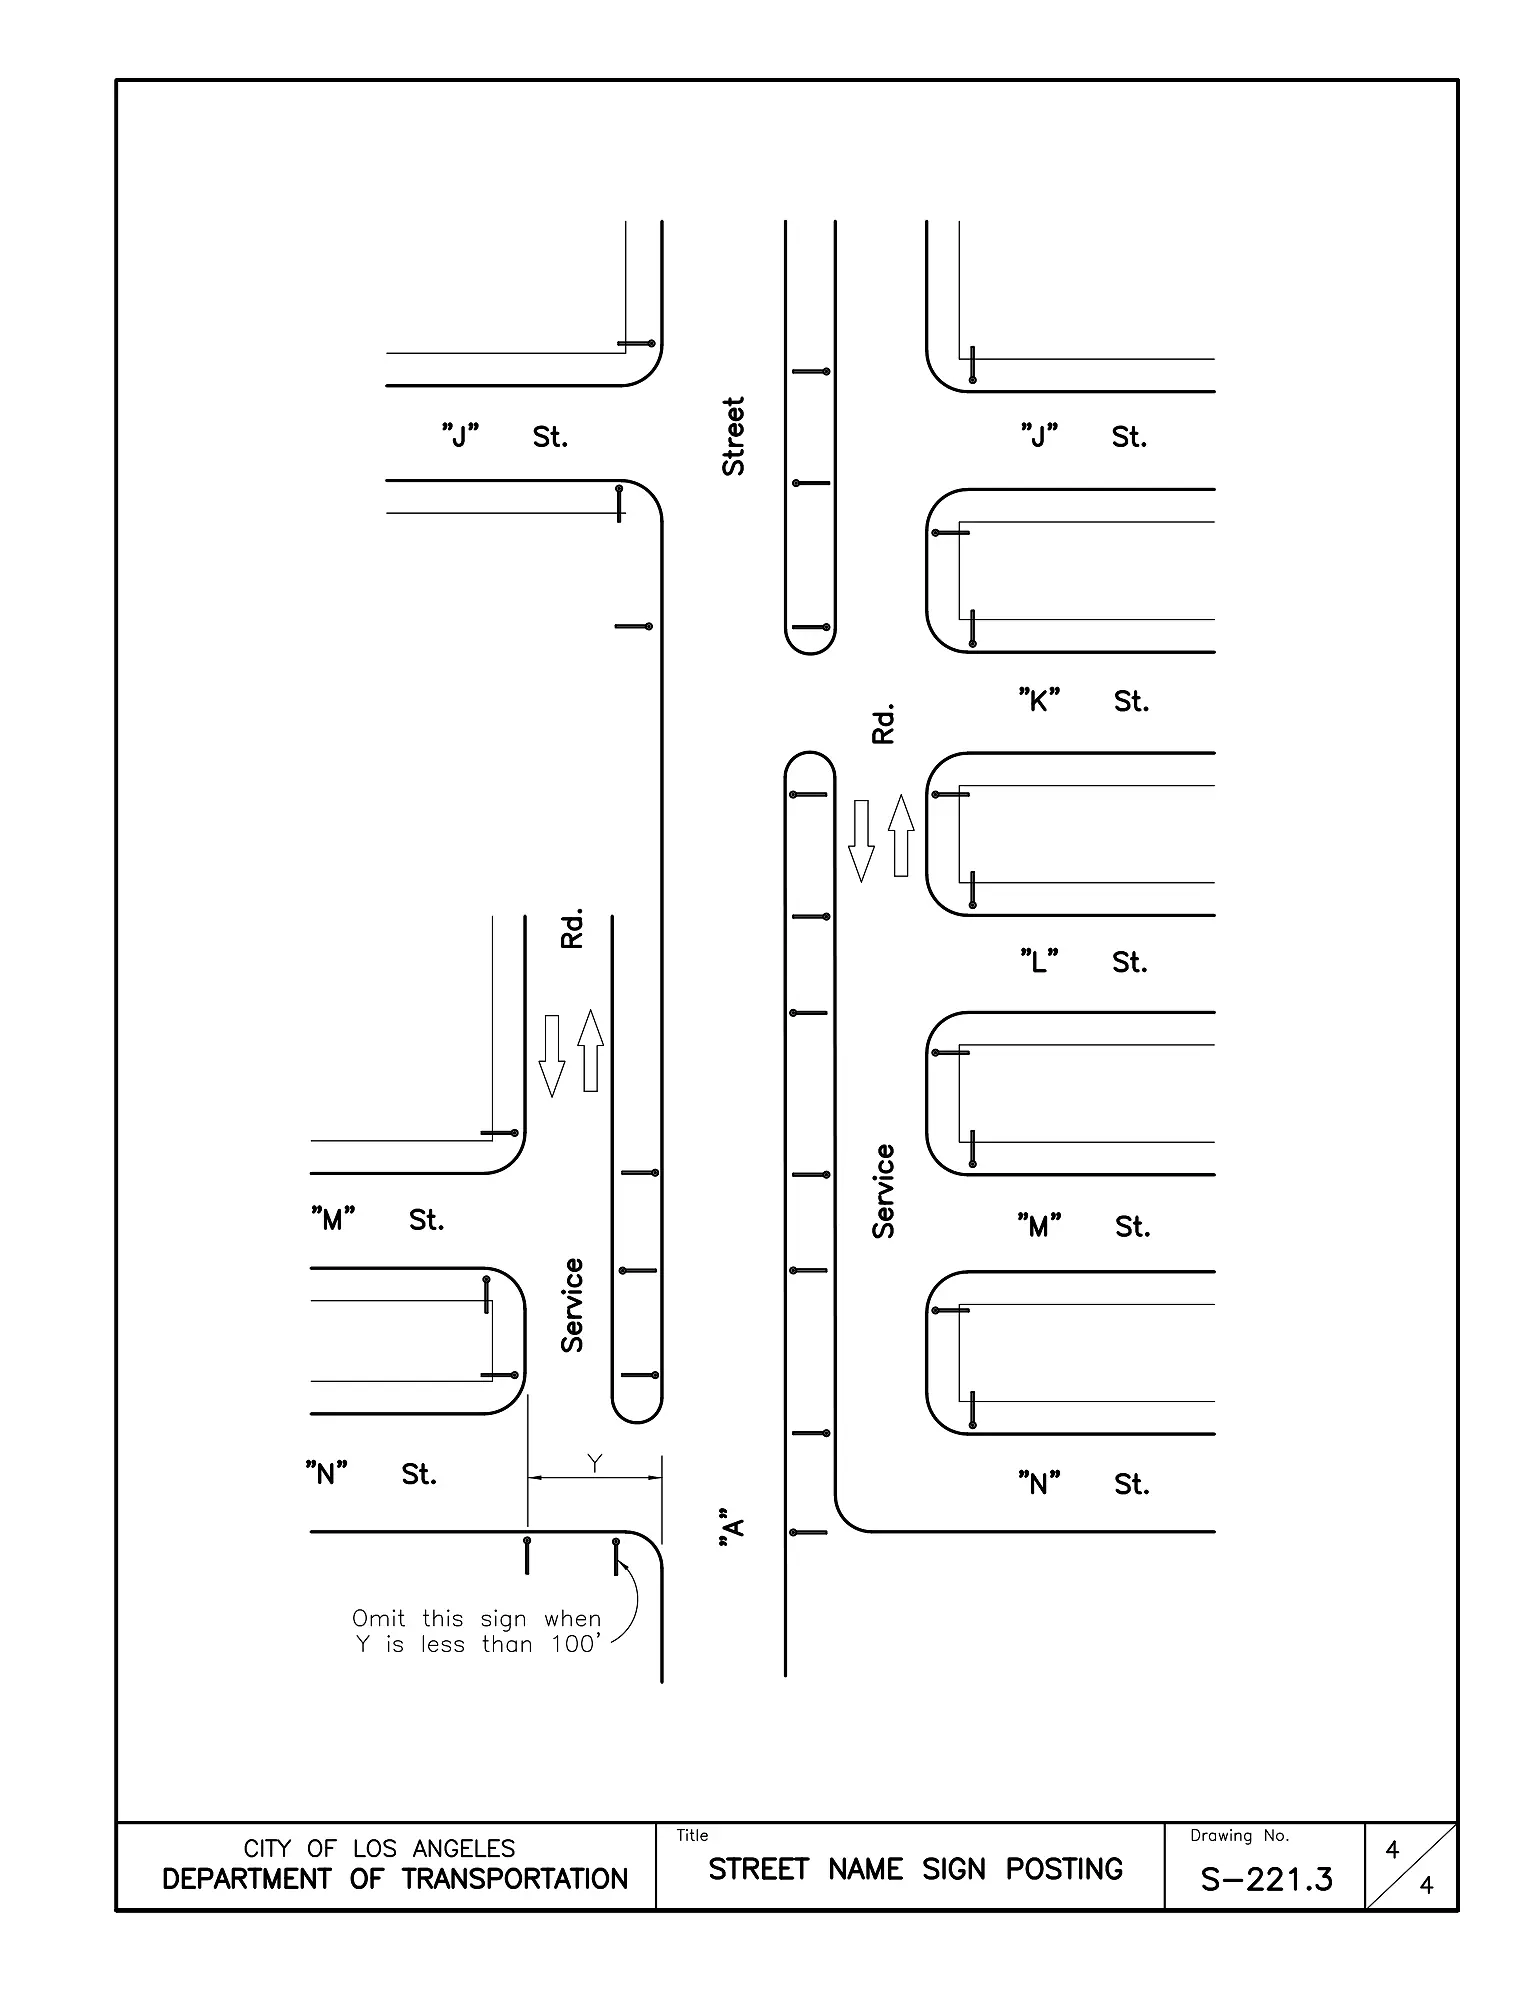 "J" St.
Street
"J" St.
"K" St.
Rd.
Rd.
"L" St.
Service
"M" St.
"M" St.
Service
Y
"N" St.
"N" St.
"A"
Omit this sign when
Y is less than 100'
CITY OF LOS ANGELES
DEPARTMENT OF TRANSPORTATION
Title
STREET NAME SIGN POSTING
Drawing No.
S-221.3
4
4